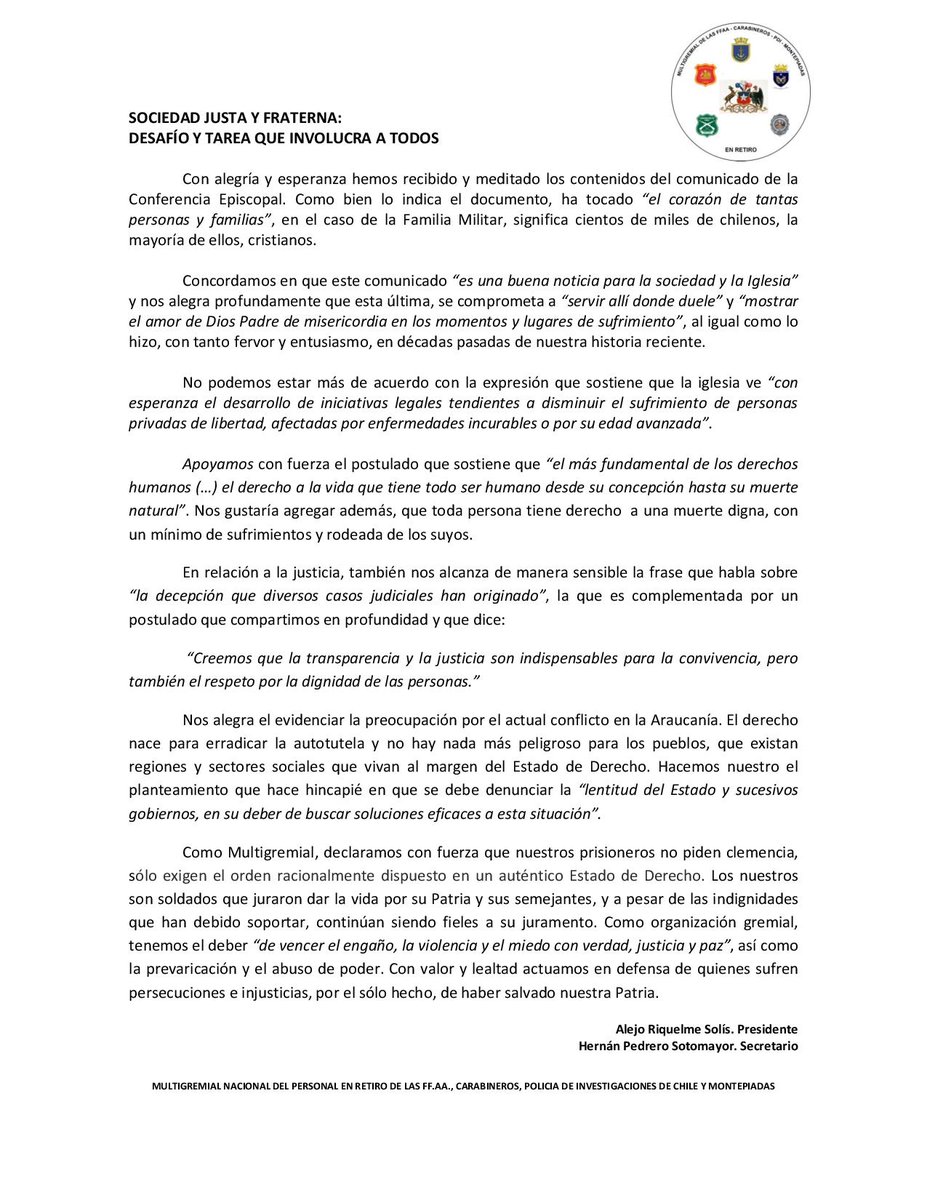 MULTIGREMIAL DE LAS FFAA - CARABINEROS - PDI - MONTEPIADAS
EN RETIRO
SOCIEDAD JUSTA Y FRATERNA:
DESAFÍO Y TAREA QUE INVOLUCRA A TODOS
Con alegría y esperanza hemos recibido y meditado los contenidos del comunicado de la
Conferencia Episcopal. Como bien lo indica el documento, ha tocado “el corazón de tantas
personas y familias”, en el caso de la Familia Militar, significa cientos de miles de chilenos, la
mayoría de ellos, cristianos.
Concordamos en que este comunicado “es una buena noticia para la sociedad y la Iglesia”
y nos alegra profundamente que esta última, se comprometa a “servir allí donde duele” y “mostrar
el amor de Dios Padre de misericordia en los momentos y lugares de sufrimiento”, al igual como lo
hizo, con tanto fervor y entusiasmo, en décadas pasadas de nuestra historia reciente.
No podemos estar más de acuerdo con la expresión que sostiene que la iglesia ve “con
esperanza el desarrollo de iniciativas legales tendientes a disminuir el sufrimiento de personas
privadas de libertad, afectadas por enfermedades incurables o por su edad avanzada”.
Apoyamos con fuerza el postulado que sostiene que “el más fundamental de los derechos
humanos (…) el derecho a la vida que tiene todo ser humano desde su concepción hasta su muerte
natural”. Nos gustaría agregar además, que toda persona tiene derecho a una muerte digna, con
un mínimo de sufrimientos y rodeada de los suyos.
En relación a la justicia, también nos alcanza de manera sensible la frase que habla sobre
“la decepción que diversos casos judiciales han originado”, la que es complementada por un
postulado que compartimos en profundidad y que dice:
“Creemos que la transparencia y la justicia son indispensables para la convivencia, pero
también el respeto por la dignidad de las personas.”
Nos alegra el evidenciar la preocupación por el actual conflicto en la Araucanía. El derecho
nace para erradicar la autotutela y no hay nada más peligroso para los pueblos, que existan
regiones y sectores sociales que vivan al margen del Estado de Derecho. Hacemos nuestro el
planteamiento que hace hincapié en que se debe denunciar la “lentitud del Estado y sucesivos
gobiernos, en su deber de buscar soluciones eficaces a esta situación”.
Como Multigremial, declaramos con fuerza que nuestros prisioneros no piden clemencia,
sólo exigen el orden racionalmente dispuesto en un auténtico Estado de Derecho. Los nuestros
son soldados que juraron dar la vida por su Patria y sus semejantes, y a pesar de las indignidades
que han debido soportar, continúan siendo fieles a su juramento. Como organización gremial,
tenemos el deber “de vencer el engaño, la violencia y el miedo con verdad, justicia y paz”, así como
la prevaricación y el abuso de poder. Con valor y lealtad actuamos en defensa de quienes sufren
persecuciones e injusticias, por el sólo hecho, de haber salvado nuestra Patria.
Alejo Riquelme Solís. Presidente
Hernán Pedrero Sotomayor. Secretario
MULTIGREMIAL NACIONAL DEL PERSONAL EN RETIRO DE LAS FF.AA., CARABINEROS, POLICIA DE INVESTIGACIONES DE CHILE Y MONTEPIADAS